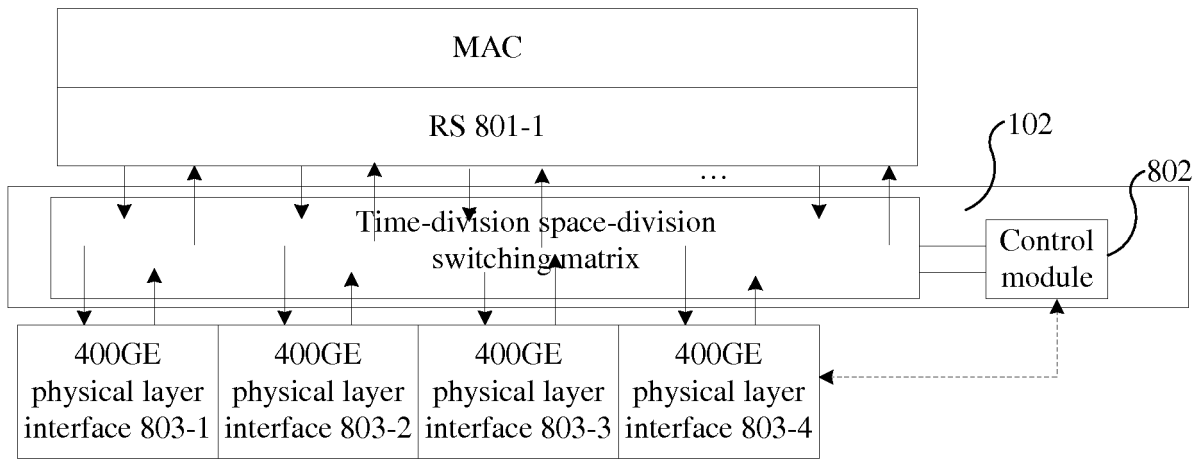 MAC
RS 801-1
102
802
...
Time-division space-division
switching matrix
Control
module
400GE
physical layer
interface 803-1
400GE
physical layer
interface 803-2
400GE
physical layer
interface 803-3
400GE
physical layer
interface 803-4